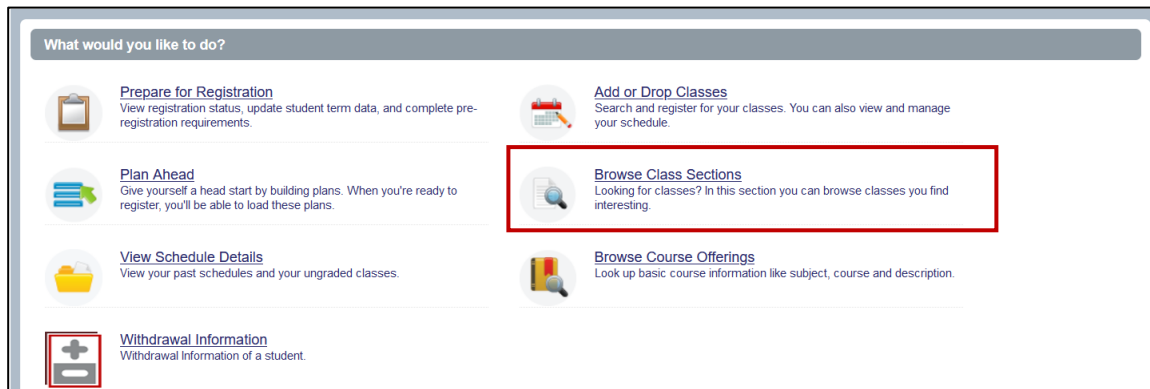 What would you like to do?
Prepare for Registration
View registration status, update student term data, and complete pre-
registration requirements.
Add or Drop Classes
Search and register for your classes. You can also view and manage
your schedule.
Plan Ahead
Give yourself a head start by building plans. When you're ready to
register, you'll be able to load these plans.
Browse Class Sections
Looking for classes? In this section you can browse classes you find
interesting.
View Schedule Details
View your past schedules and your ungraded classes.
Browse Course Offerings
Look up basic course information like subject, course and description.
Withdrawal Information
Withdrawal Information of a student.